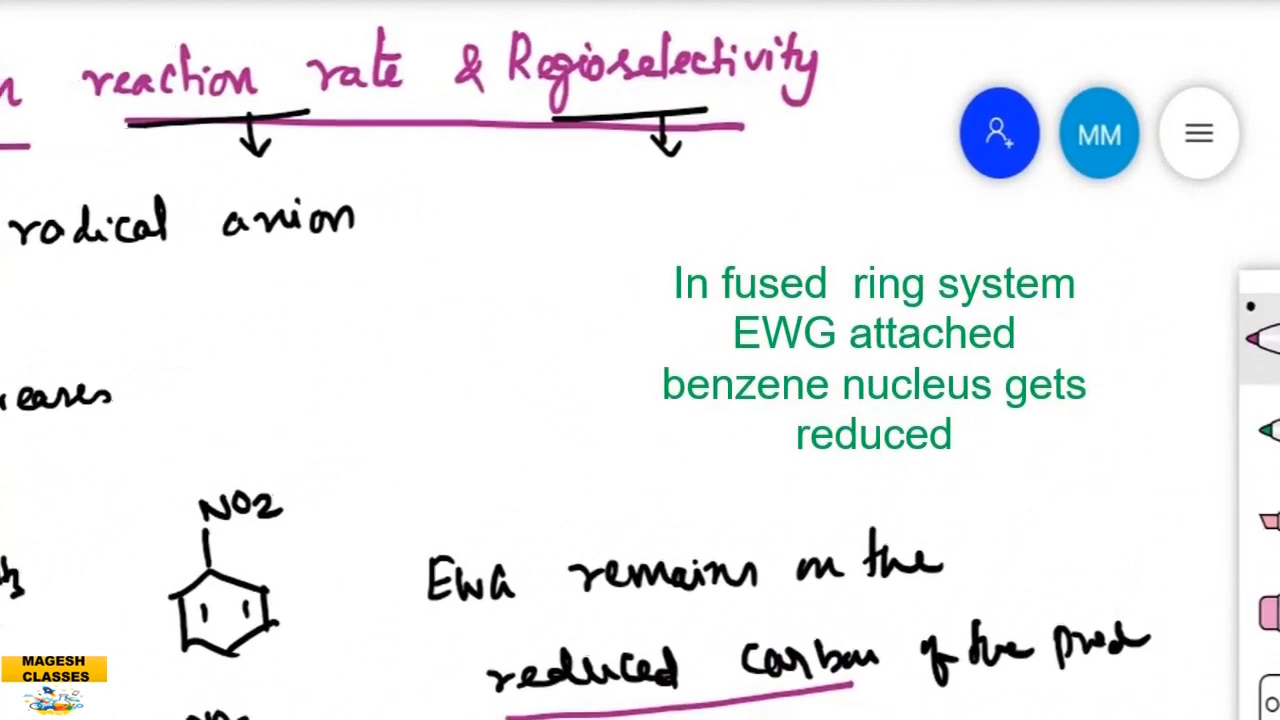 n reaction rate & Regioselectivity
MM
radical anion
In fused ring system
EWG attached
benzene nucleus gets
reduced
reases
NO2
EWG remains on the
reduced carbon of the prod
MAGESH
CLASSES